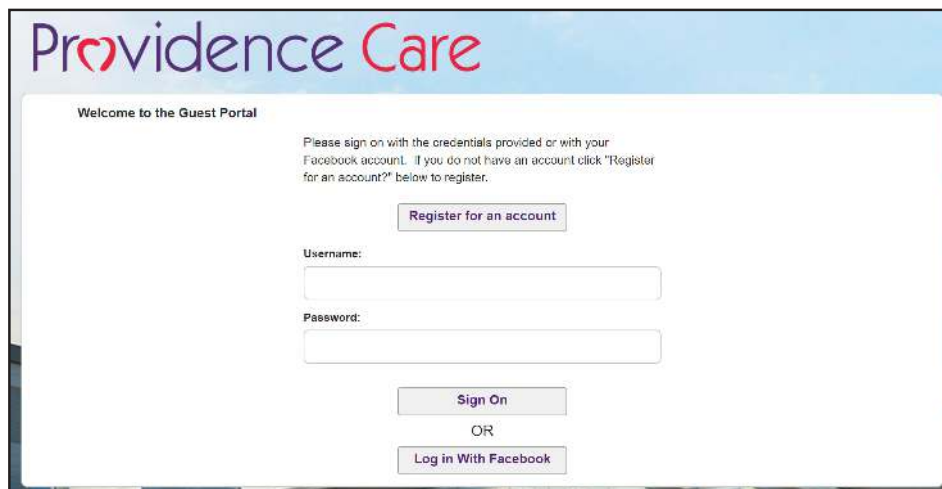 Providence Care
Welcome to the Guest Portal
Please sign on with the credentials provided or with your
Facebook account. If you do not have an account click "Register
for an account?" below to register.
Register for an account
Username:
Password:
Sign On
OR
Log in With Facebook